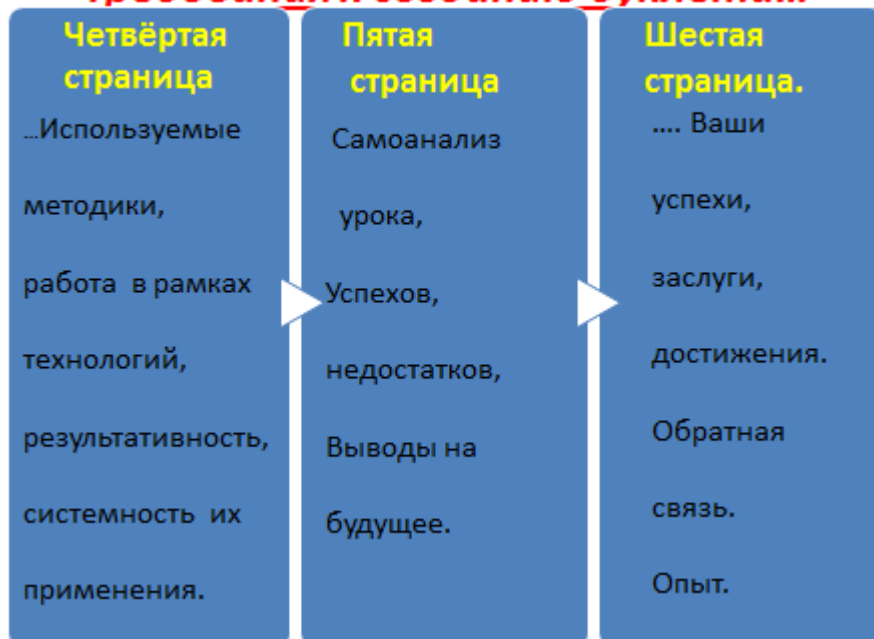 Четвёртая
страница
...Используемые
методики,
работа в рамках
технологий,
результативность,
системность их
применения.
Пятая
страница
Самоанализ
урока,
Успехов,
недостатков,
Выводы на
будущее.
Шестая
страница.
.... Ваши
успехи,
заслуги,
достижения.
Обратная
связь.
Опыт.